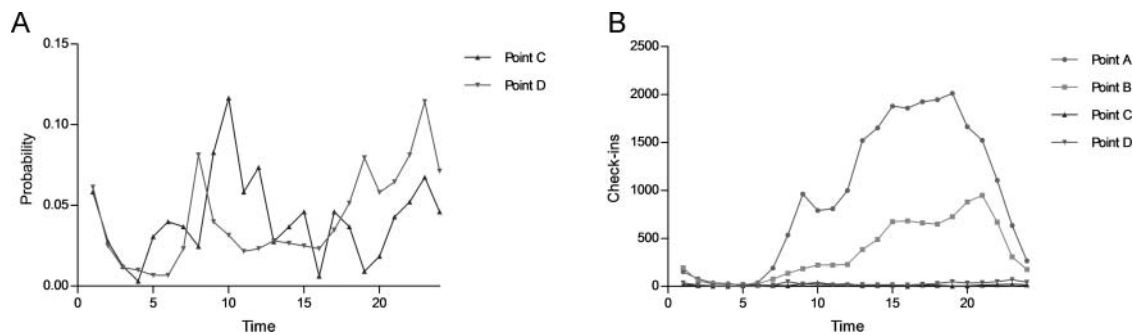 A
0.15
0.10
0.05
0.00
Probability
0
5
10
15
20
Time
Point C
Point D
B
2500
2000
1500
1000
500
0
Check-ins
0
5
10
15
20
Time
Point A
Point B
Point C
Point D